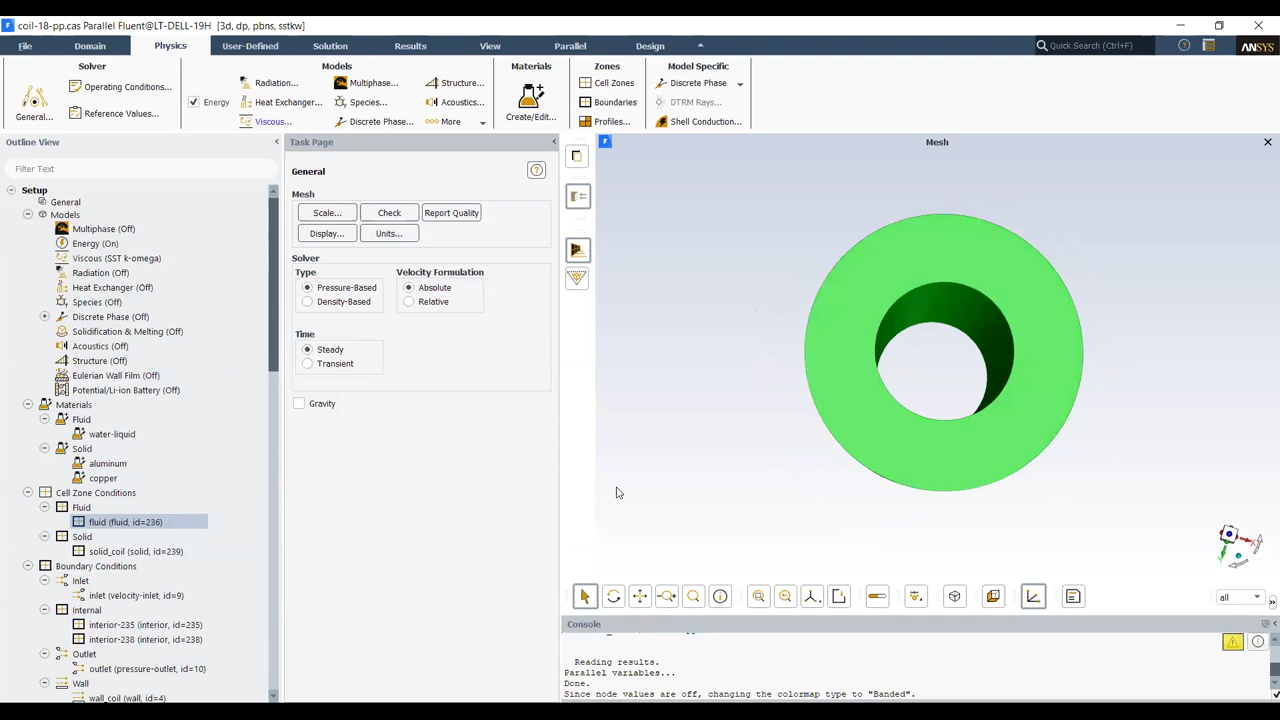 coil-18-pp.cas Parallel Fluent@LT-DELL-19H [3d, dp, pbns, sstkw]
File Domain Physics User-Defined Solution Results View Parallel Design Quick Search (Ctrl+F) ANSYS
Solver Models Materials Zones Model Specific
Operating Conditions... Radiation... Multiphase... Structure... Cell Zones Discrete Phase
Energy Heat Exchanger... Species... Acoustics... Boundaries DTRM Rays...
General... Reference Values... Viscous... Discrete Phase... More Create/Edit... Profiles... Shell Conduction...
Outline View
Filter Text
Setup
General
Models
Multiphase (Off)
Energy (On)
Viscous (SST k-omega)
Radiation (Off)
Heat Exchanger (Off)
Species (Off)
Discrete Phase (Off)
Solidification & Melting (Off)
Acoustics (Off)
Structure (Off)
Eulerian Wall Film (Off)
Potential/Li-ion Battery (Off)
Materials
Fluid
water-liquid
Solid
aluminum
copper
Cell Zone Conditions
Fluid
fluid (fluid, id=236)
Solid
solid_coil (solid, id=239)
Boundary Conditions
Inlet
inlet (velocity-inlet, id=9)
Internal
interior-235 (interior, id=235)
interior-238 (interior, id=238)
Outlet
outlet (pressure-outlet, id=10)
Wall
wall_coil (wall, id=4)
Task Page
General
Mesh
Scale... Check Report Quality
Display... Units...
Solver
Type Velocity Formulation
Pressure-Based Absolute
Density-Based Relative
Time
Steady
Transient
Gravity
Mesh
all
Console
Reading results.
Parallel variables...
Done.
Since node values are off, changing the colormap type to "Banded".